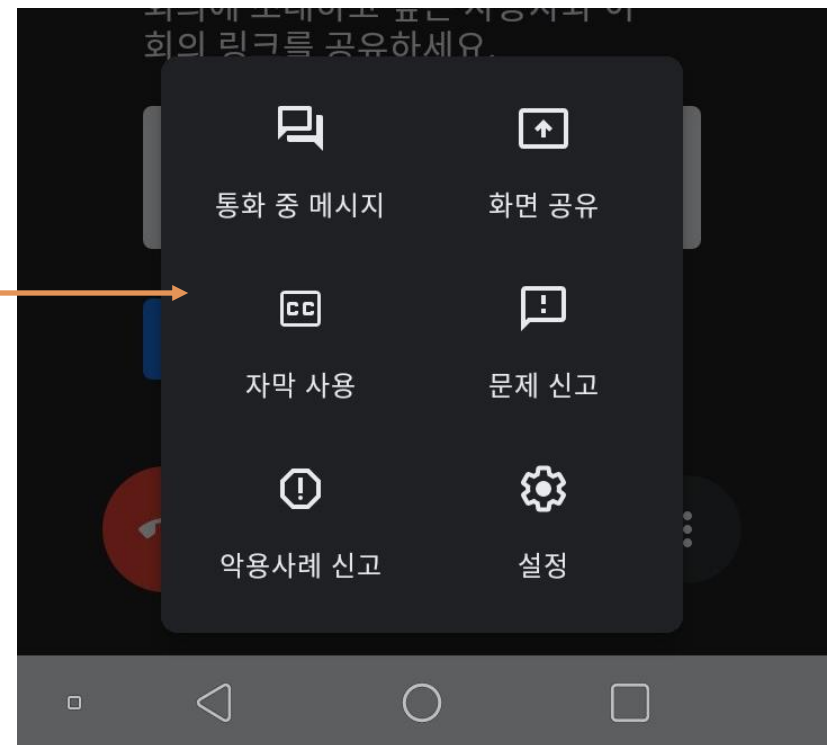 회의 링크를 공유하세요.
통화 중 메시지
화면 공유
CC
자막 사용
문제 신고
악용사례 신고
설정